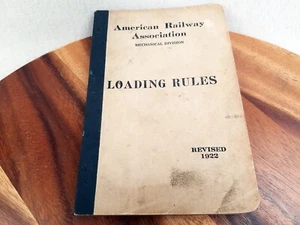 American Railway
Association
MECHANICAL DIVISION
LOADING RULES
REVISED
1922